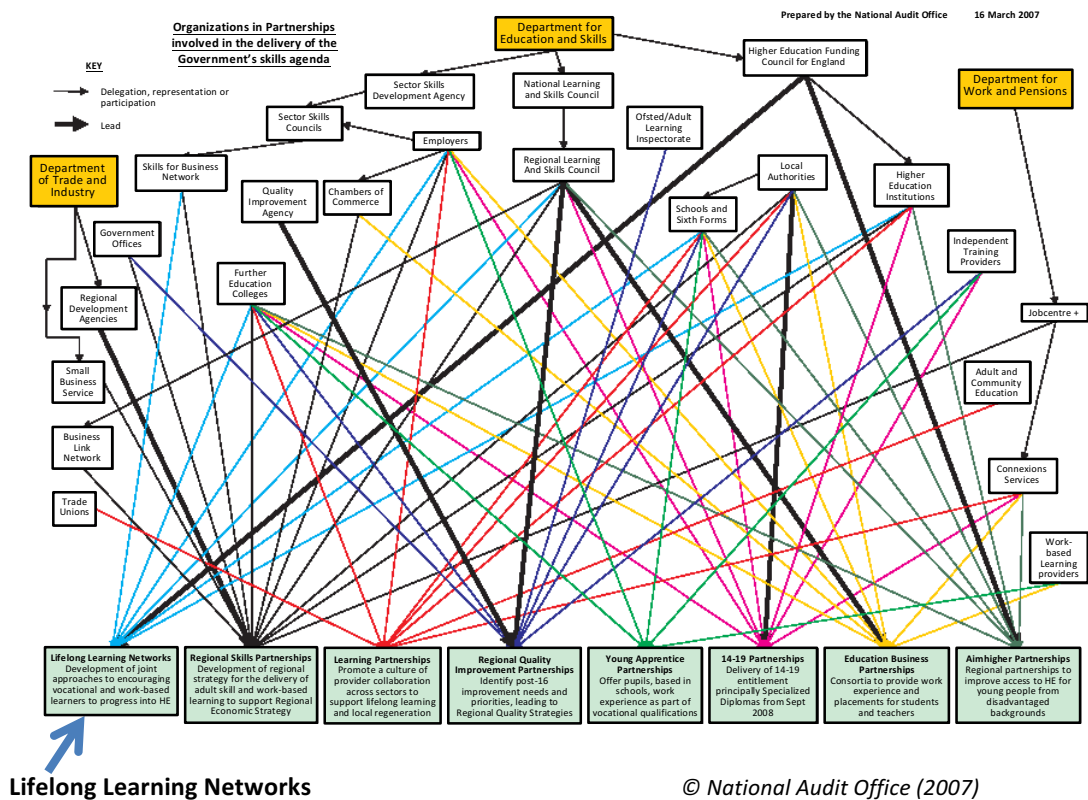 Organizations in Partnerships
involved in the delivery of the
Government's skills agenda
Prepared by the National Audit Office 16 March 2007
KEY
Delegation, representation or
participation
Lead
Department for
Education and Skills
Higher Education Funding
Council for England
Department for
Work and Pensions
Sector Skills
Development Agency
National Learning
and Skills Council
Sector Skills
Councils
Employers
Ofsted/Adult
Learning
Inspectorate
Department
of Trade and
Industry
Skills for Business
Network
Quality
Improvement
Agency
Chambers of
Commerce
Regional Learning
And Skills Council
Local
Authorities
Higher
Education
Institutions
Schools and
Sixth Forms
Government
Offices
Independent
Training
Providers
Further
Education
Colleges
Regional
Development
Agencies
Jobcentre +
Small
Business
Service
Adult and
Community
Education
Business
Link
Network
Connexions
Services
Trade
Unions
Work-
based
Learning
providers
Lifelong Learning Networks
Development of joint
approaches to encouraging
vocational and work-based
learners to progress into HE
Regional Skills Partnerships
Development of regional
strategy for the delivery of
adult skill and work-based
learning to support Regional
Economic Strategy
Learning Partnerships
Promote a culture of
provider collaboration
across sectors to
support lifelong learning
and local regeneration
Regional Quality
Improvement Partnerships
Identify post-16
improvement needs and
priorities, leading to
Regional Quality Strategies
Young Apprentice
Partnerships
Offer pupils, based in
schools, work
experience as part of
vocational qualifications
14-19 Partnerships
Delivery of 14-19
entitlement
principally Specialized
Diplomas from Sept
2008
Education Business
Partnerships
Consortia to provide work
experience and
placements for students
and teachers
Aimhigher Partnerships
Regional partnerships to
improve access to HE for
young people from
disadvantaged
backgrounds
Lifelong Learning Networks
© National Audit Office (2007)